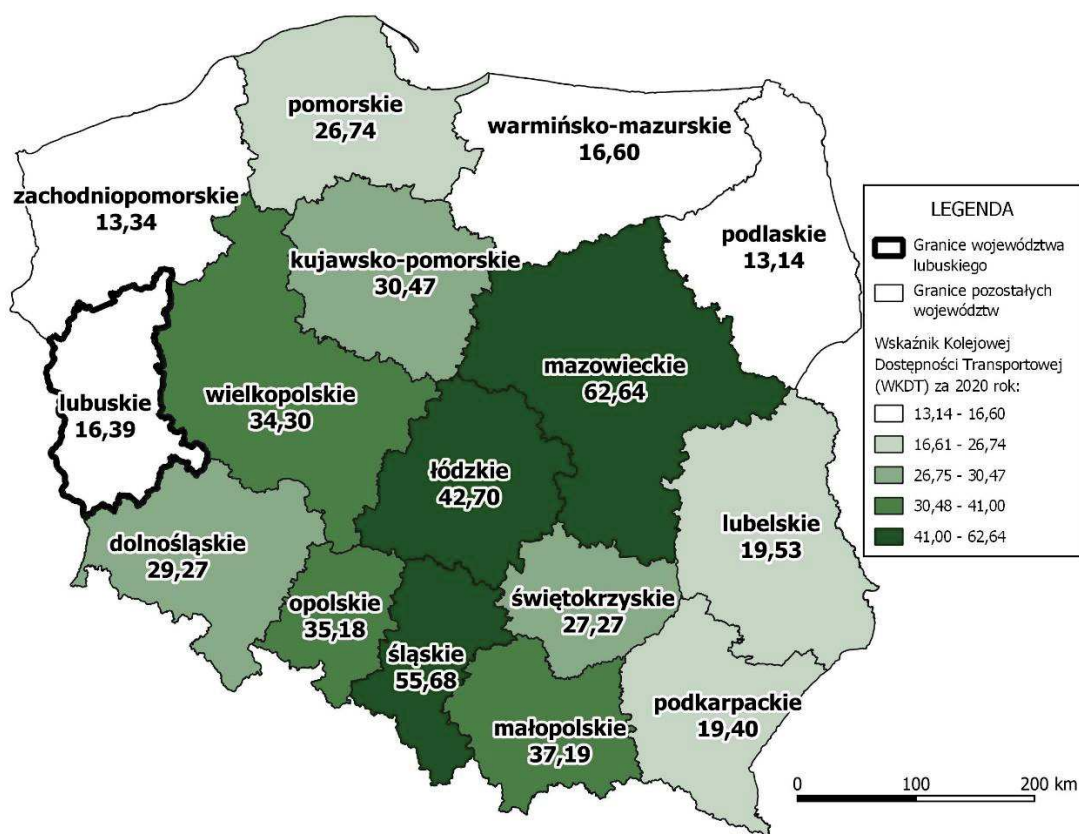 pomorskie
26,74
warmińsko-mazurskie
16,60
zachodniopomorskie
13,34
podlaskie
13,14
kujawsko-pomorskie
30,47
mazowieckie
62,64
wielkopolskie
34,30
lubuskie
16,39
łódzkie
42,70
lubelskie
19,53
dolnośląskie
29,27
opolskie
35,18
świętokrzyskie
27,27
śląskie
55,68
podkarpackie
19,40
małopolskie
37,19
LEGENDA
Granice województwa
lubuskiego
Granice pozostałych
województw
Wskaźnik Kolejowej
Dostępności Transportowej
(WKDT) za 2020 rok:
13,14 - 16,60
16,61 - 26,74
26,75 - 30,47
30,48 - 41,00
41,00 - 62,64
0 100 200 km